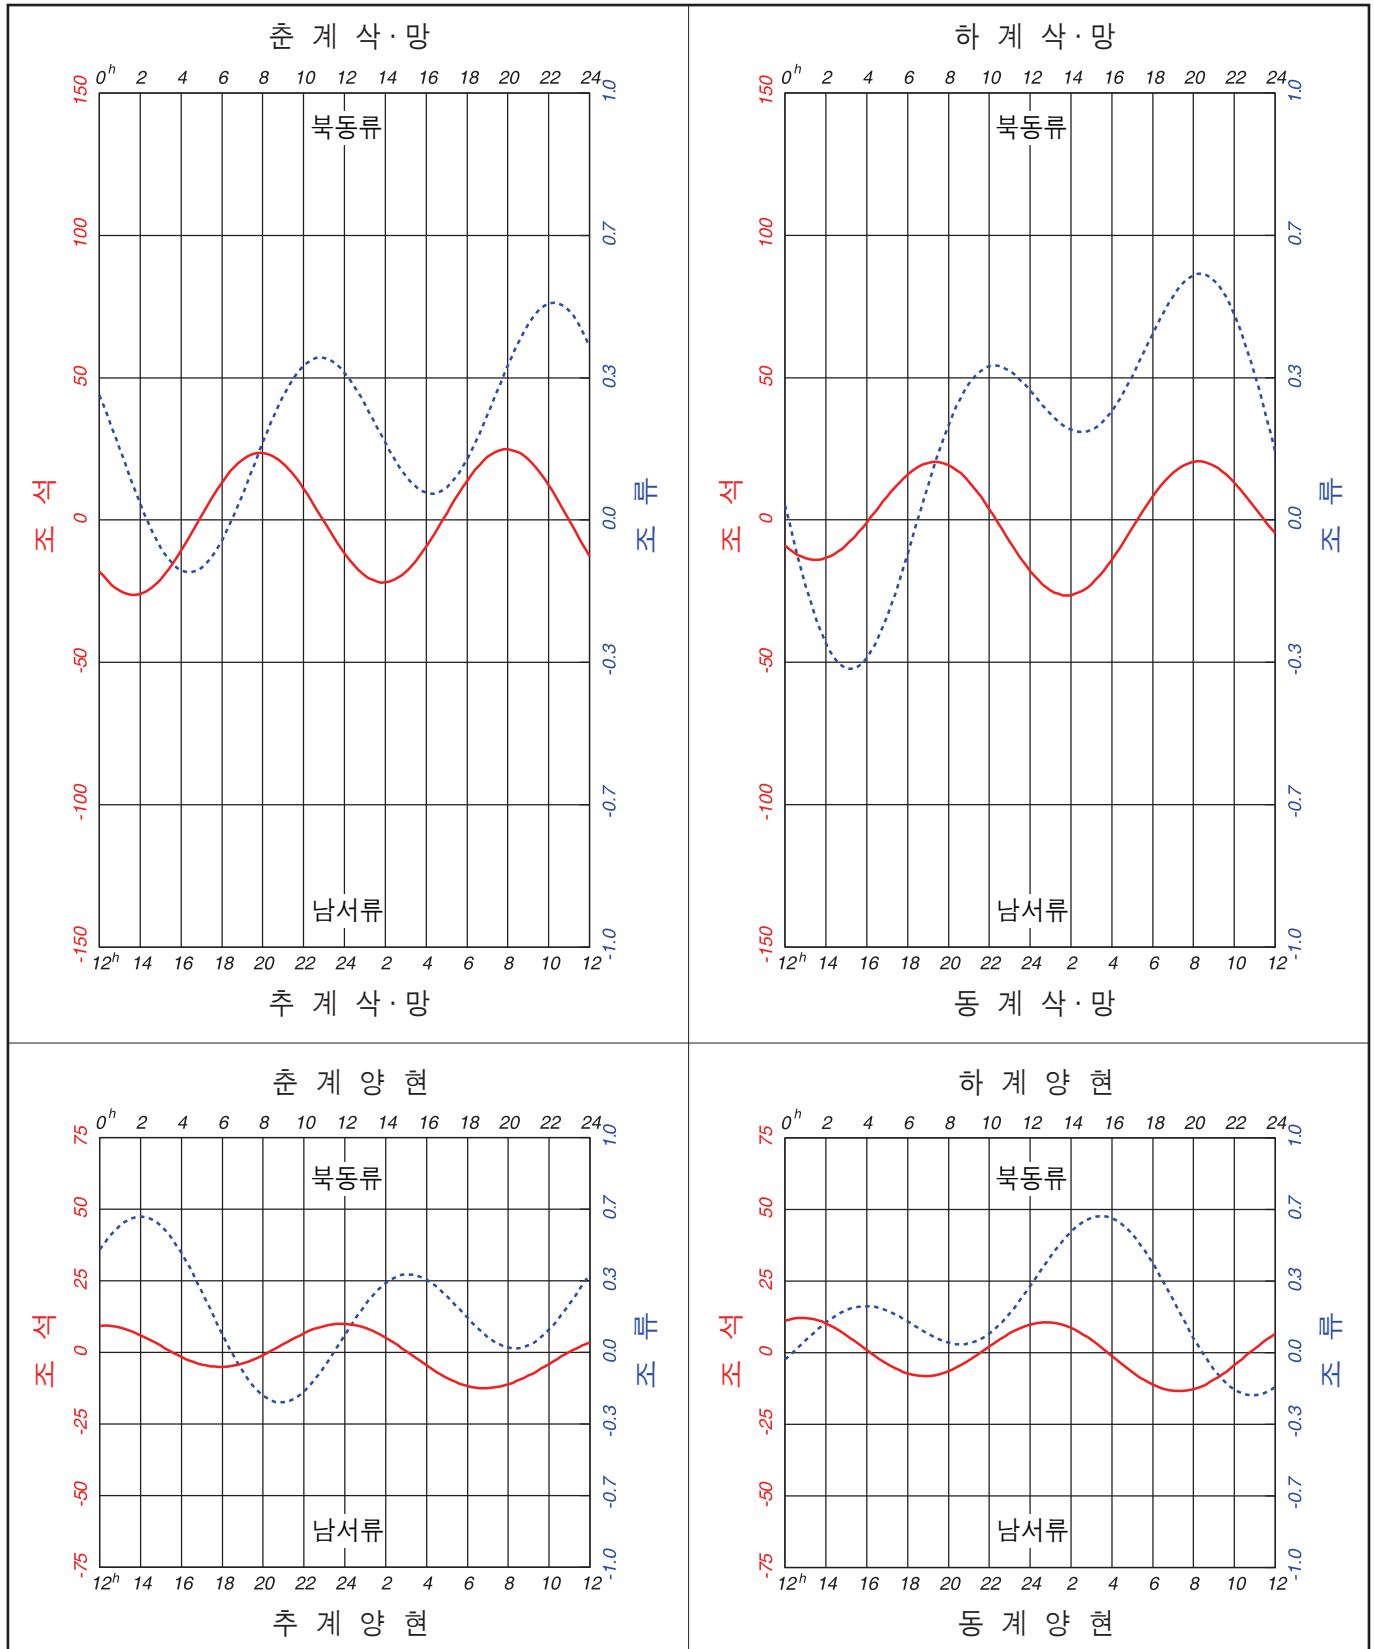 춘 계 삭 · 망
0h 2 4 6 8 10 12 14 16 18 20 22 24
북동류
150 100 50 0 -50 -100 -150
조 석
1.0 0.7 0.3 0.0 -0.3 -0.7 -1.0
조 류
남서류
12h 14 16 18 20 22 24 2 4 6 8 10 12
추 계 삭 · 망
하 계 삭 · 망
0h 2 4 6 8 10 12 14 16 18 20 22 24
북동류
150 100 50 0 -50 -100 -150
조 석
1.0 0.7 0.3 0.0 -0.3 -0.7 -1.0
조 류
남서류
12h 14 16 18 20 22 24 2 4 6 8 10 12
동 계 삭 · 망
춘 계 양 현
0h 2 4 6 8 10 12 14 16 18 20 22 24
북동류
75 50 25 0 -25 -50 -75
조 석
1.0 0.7 0.3 0.0 -0.3 -0.7 -1.0
조 류
남서류
12h 14 16 18 20 22 24 2 4 6 8 10 12
추 계 양 현
하 계 양 현
0h 2 4 6 8 10 12 14 16 18 20 22 24
북동류
75 50 25 0 -25 -50 -75
조 석
1.0 0.7 0.3 0.0 -0.3 -0.7 -1.0
조 류
남서류
12h 14 16 18 20 22 24 2 4 6 8 10 12
동 계 양 현